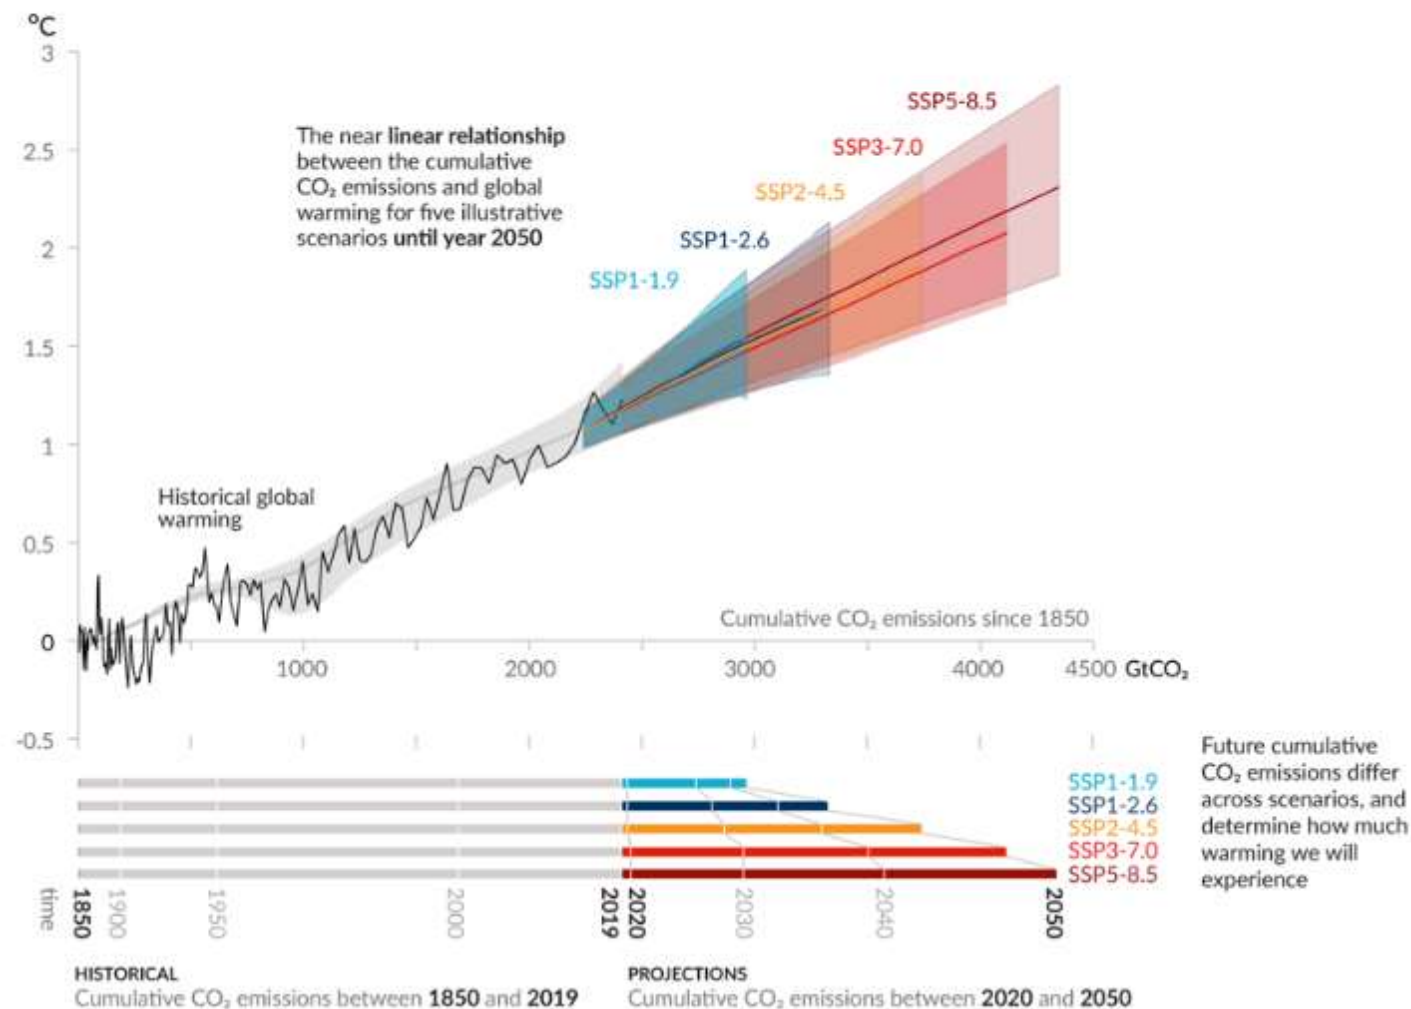 °C
3
2.5
2
1.5
1
0.5
0
-0.5
The near linear relationship
between the cumulative
CO₂ emissions and global
warming for five illustrative
scenarios until year 2050
SSP5-8.5
SSP3-7.0
SSP2-4.5
SSP1-2.6
SSP1-1.9
Historical global
warming
Cumulative CO₂ emissions since 1850
1000
2000
3000
4000
4500 GtCO₂
SSP1-1.9
SSP1-2.6
SSP2-4.5
SSP3-7.0
SSP5-8.5
Future cumulative
CO₂ emissions differ
across scenarios, and
determine how much
warming we will
experience
time
1850
1900
1950
2000
2019
2020
2030
2040
2050
HISTORICAL
Cumulative CO₂ emissions between 1850 and 2019
PROJECTIONS
Cumulative CO₂ emissions between 2020 and 2050